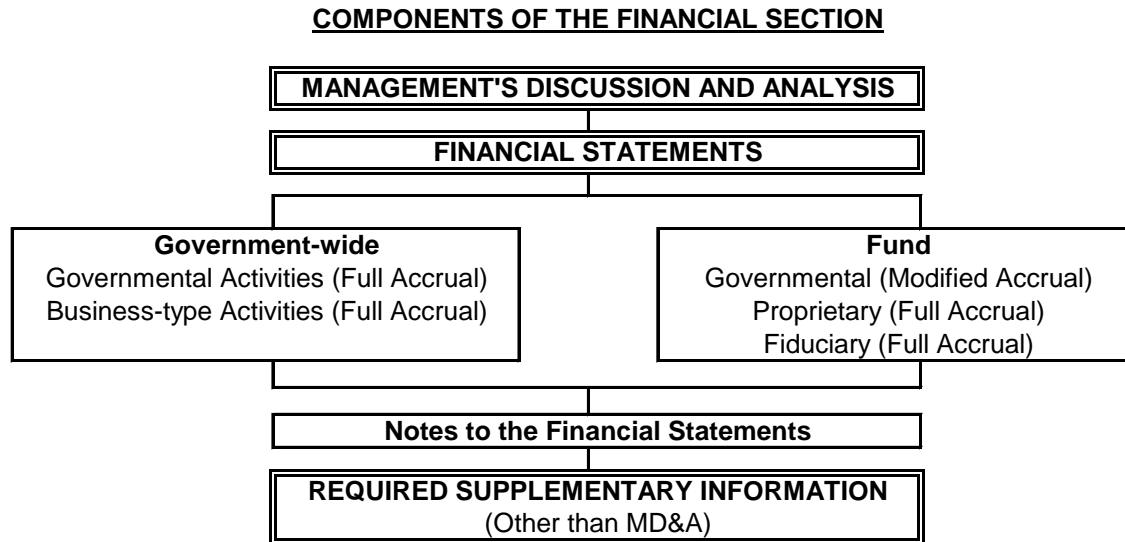 COMPONENTS OF THE FINANCIAL SECTION
MANAGEMENT'S DISCUSSION AND ANALYSIS
FINANCIAL STATEMENTS
Government-wide
Governmental Activities (Full Accrual)
Business-type Activities (Full Accrual)
Fund
Governmental (Modified Accrual)
Proprietary (Full Accrual)
Fiduciary (Full Accrual)
Notes to the Financial Statements
REQUIRED SUPPLEMENTARY INFORMATION
(Other than MD&A)